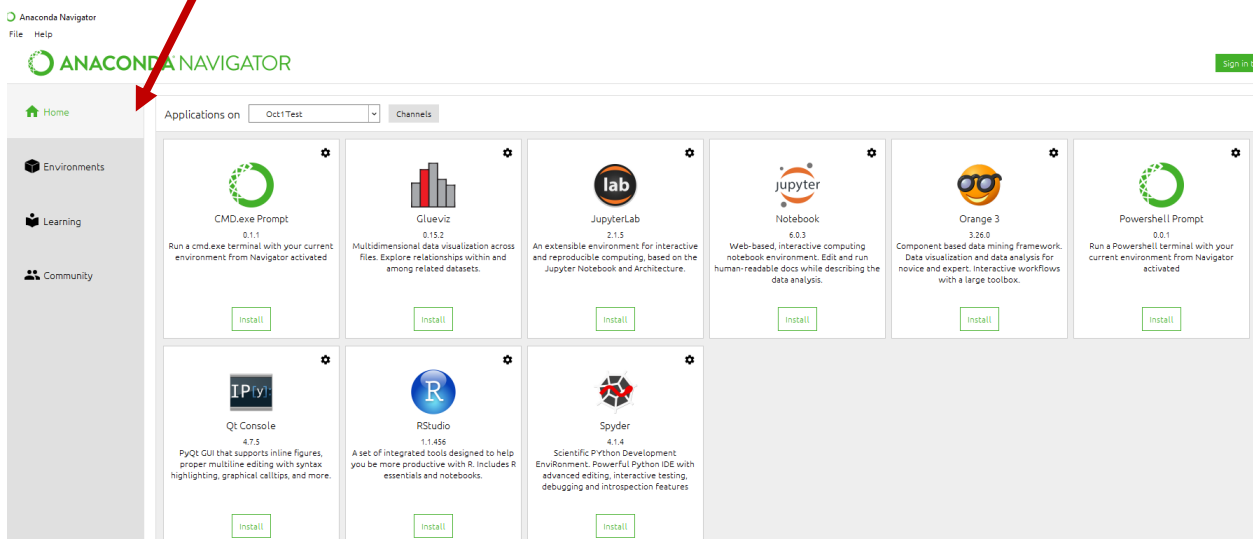 Anaconda Navigator
File Help
ANACONDA NAVIGATOR
Sign in t
Home
Applications on Oct1Test Channels
Environments
Learning
Community
CMD.exe Prompt
0.1.1
Run a cmd.exe terminal with your current
environment from Navigator activated
Install
Glueviz
0.15.2
Multidimensional data visualization across
files. Explore relationships within and
among related datasets.
Install
lab
JupyterLab
2.1.5
An extensible environment for interactive
and reproducible computing, based on the
Jupyter Notebook and Architecture.
Install
jupyter
Notebook
6.0.3
Web-based, interactive computing
notebook environment. Edit and run
human-readable docs while describing the
data analysis.
Install
Orange 3
3.26.0
Component based data mining framework.
Data visualization and data analysis for
novice and expert. Interactive workflows
with a large toolbox.
Install
Powershell Prompt
0.0.1
Run a Powershell terminal with your
current environment from Navigator
activated
Install
IP[y]:
Qt Console
4.7.5
PyQt GUI that supports inline figures,
proper multiline editing with syntax
highlighting, graphical calltips, and more.
Install
R
RStudio
1.1.456
A set of integrated tools designed to help
you be more productive with R. Includes R
essentials and notebooks.
Install
Spyder
4.1.4
Scientific PYthon Development
EnviRonment. Powerful Python IDE with
advanced editing, interactive testing,
debugging and introspection features
Install